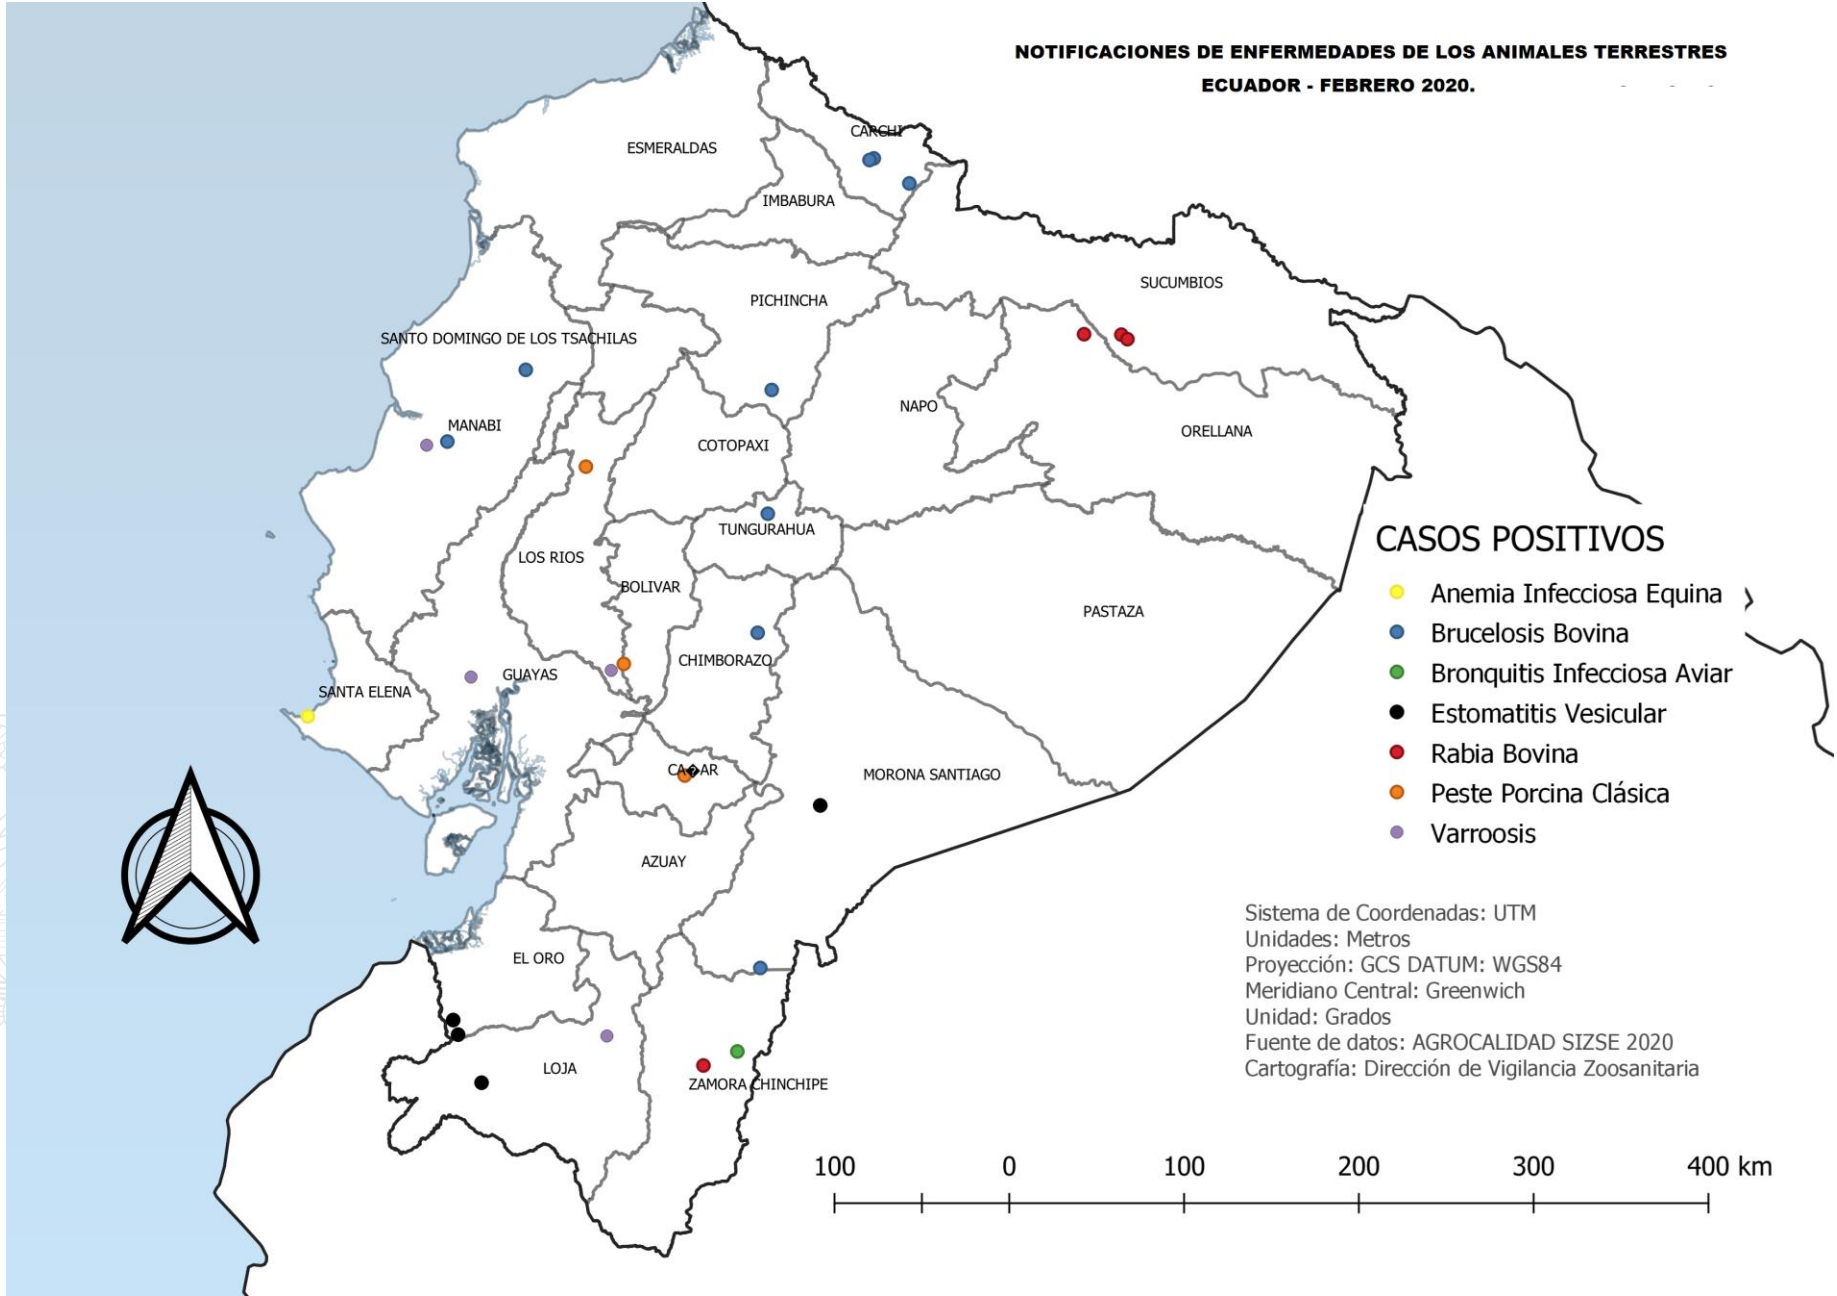 NOTIFICACIONES DE ENFERMEDADES DE LOS ANIMALES TERRESTRES
ECUADOR - FEBRERO 2020.
CARCHI
ESMERALDAS
IMBABURA
SUCUMBIOS
PICHINCHA
SANTO DOMINGO DE LOS TSACHILAS
NAPO
MANABI
ORELLANA
COTOPAXI
TUNGURAHUA
LOS RIOS
BOLIVAR
PASTAZA
CHIMBORAZO
GUAYAS
SANTA ELENA
CA�AR
MORONA SANTIAGO
AZUAY
EL ORO
LOJA
ZAMORA CHINCHIPE
CASOS POSITIVOS
Anemia Infecciosa Equina
Brucelosis Bovina
Bronquitis Infecciosa Aviar
Estomatitis Vesicular
Rabia Bovina
Peste Porcina Clásica
Varroosis
Sistema de Coordenadas: UTM
Unidades: Metros
Proyección: GCS DATUM: WGS84
Meridiano Central: Greenwich
Unidad: Grados
Fuente de datos: AGROCALIDAD SIZSE 2020
Cartografía: Dirección de Vigilancia Zoosanitaria
100 0 100 200 300 400 km